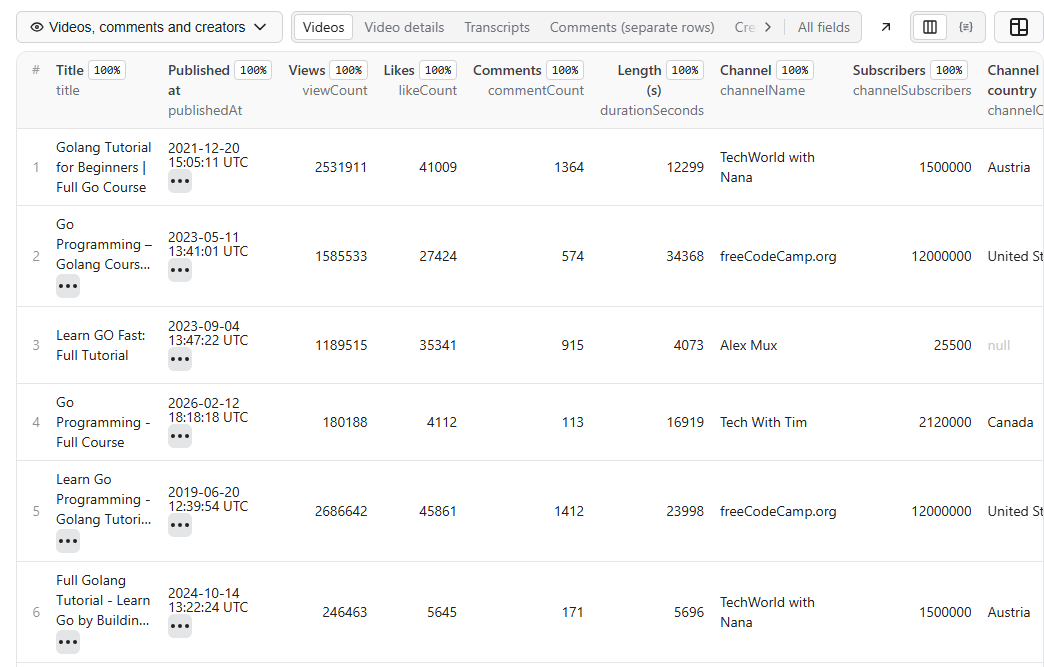 Videos, comments and creators
Videos Video details Transcripts Comments (separate rows) Cre All fields
# Title 100% Published 100% Views 100% Likes 100% Comments 100% Length 100% Channel 100% Subscribers 100% Channel
title at viewCount likeCount commentCount (s) channelName channelSubscribers country
publishedAt durationSeconds channelC
1 Golang Tutorial for Beginners | Full Go Course 2021-12-20 15:05:11 UTC 2531911 41009 1364 12299 TechWorld with Nana 1500000 Austria
2 Go Programming – Golang Cours... 2023-05-11 13:41:01 UTC 1585533 27424 574 34368 freeCodeCamp.org 12000000 United St
3 Learn GO Fast: Full Tutorial 2023-09-04 13:47:22 UTC 1189515 35341 915 4073 Alex Mux 25500 null
4 Go Programming - Full Course 2026-02-12 18:18:18 UTC 180188 4112 113 16919 Tech With Tim 2120000 Canada
5 Learn Go Programming - Golang Tutori... 2019-06-20 12:39:54 UTC 2686642 45861 1412 23998 freeCodeCamp.org 12000000 United St
6 Full Golang Tutorial - Learn Go by Buildin... 2024-10-14 13:22:24 UTC 246463 5645 171 5696 TechWorld with Nana 1500000 Austria